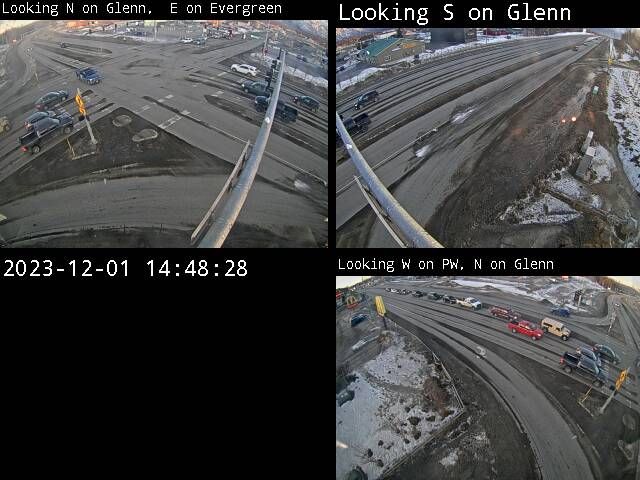 Looking N on Glenn,  E on Evergreen
Looking S on Glenn
2023-12-01 14:48:28
Looking W on PW, N on Glenn